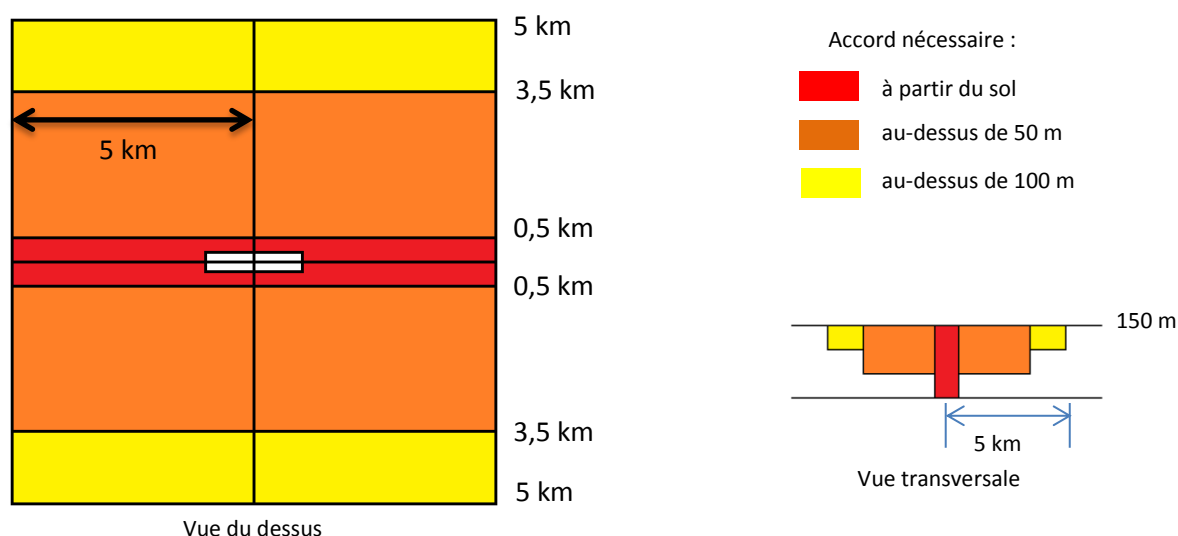 5 km
3,5 km
5 km
0,5 km
0,5 km
3,5 km
5 km
Vue du dessus
Accord nécessaire :
à partir du sol
au-dessus de 50 m
au-dessus de 100 m
150 m
5 km
Vue transversale